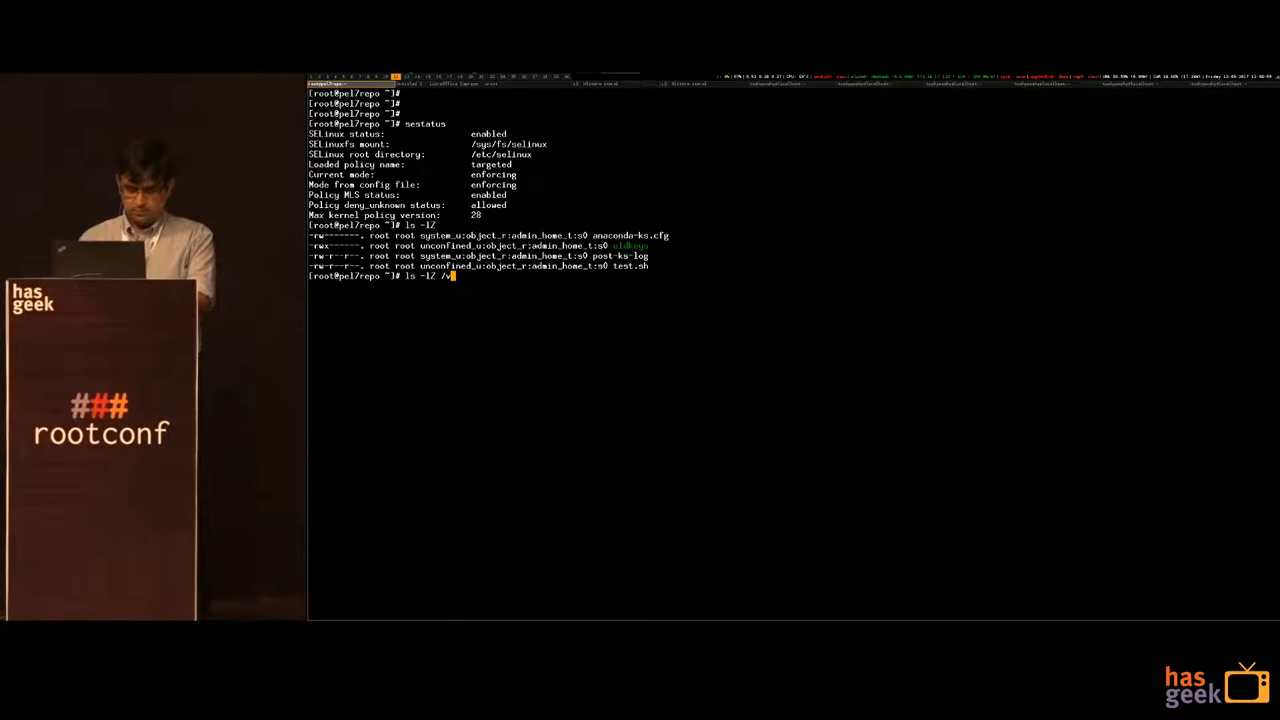 [root@pel7repo ~]#
[root@pel7repo ~]#
[root@pel7repo ~]#
[root@pel7repo ~]# sestatus
SELinux status: enabled
SELinuxfs mount: /sys/fs/selinux
SELinux root directory: /etc/selinux
Loaded policy name: targeted
Current mode: enforcing
Mode from config file: enforcing
Policy MLS status: enabled
Policy deny_unknown status: allowed
Max kernel policy version: 28
[root@pel7repo ~]# ls -lZ
-rw-------. root root system_u:object_r:admin_home_t:s0 anaconda-ks.cfg
-rwx------. root root unconfined_u:object_r:admin_home_t:s0 oldkeys
-rw-r--r--. root root system_u:object_r:admin_home_t:s0 post-ks-log
-rw-r--r--. root root unconfined_u:object_r:admin_home_t:s0 test.sh
[root@pel7repo ~]# ls -lZ /v
has
geek
###
rootconf
has
geek